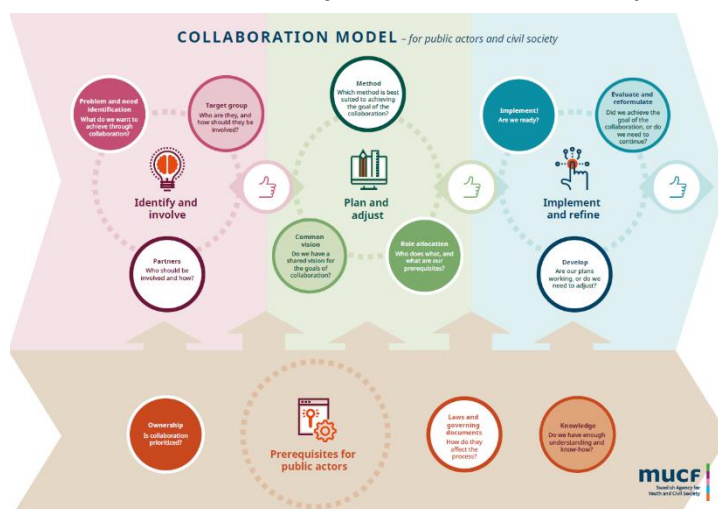 COLLABORATION MODEL – for public actors and civil society
Problem and need
identification
What do we want to
achieve through
collaboration?
Target group
Who are they, and
how should they be
involved?
Identify and
involve
Partners
Who should be
involved and how?
Method
Which method is best
suited to achieving
the goal of the
collaboration?
Plan and
adjust
Common
vision
Do we have a
shared vision for
the goals of
collaboration?
Role allocation
Who does what, and
what are our
prerequisites?
Implement!
Are we ready?
Evaluate and
reformulate
Did we achieve the
goal of the
collaboration, or do
we need to
continue?
Implement
and refine
Develop
Are our plans
working, or do we
need to adjust?
Ownership
Is collaboration
prioritized?
Prerequisites for
public actors
Laws and
governing
documents
How do they
affect the
process?
Knowledge
Do we have enough
understanding and
know-how?
mucf
Swedish Agency for
Youth and Civil Society